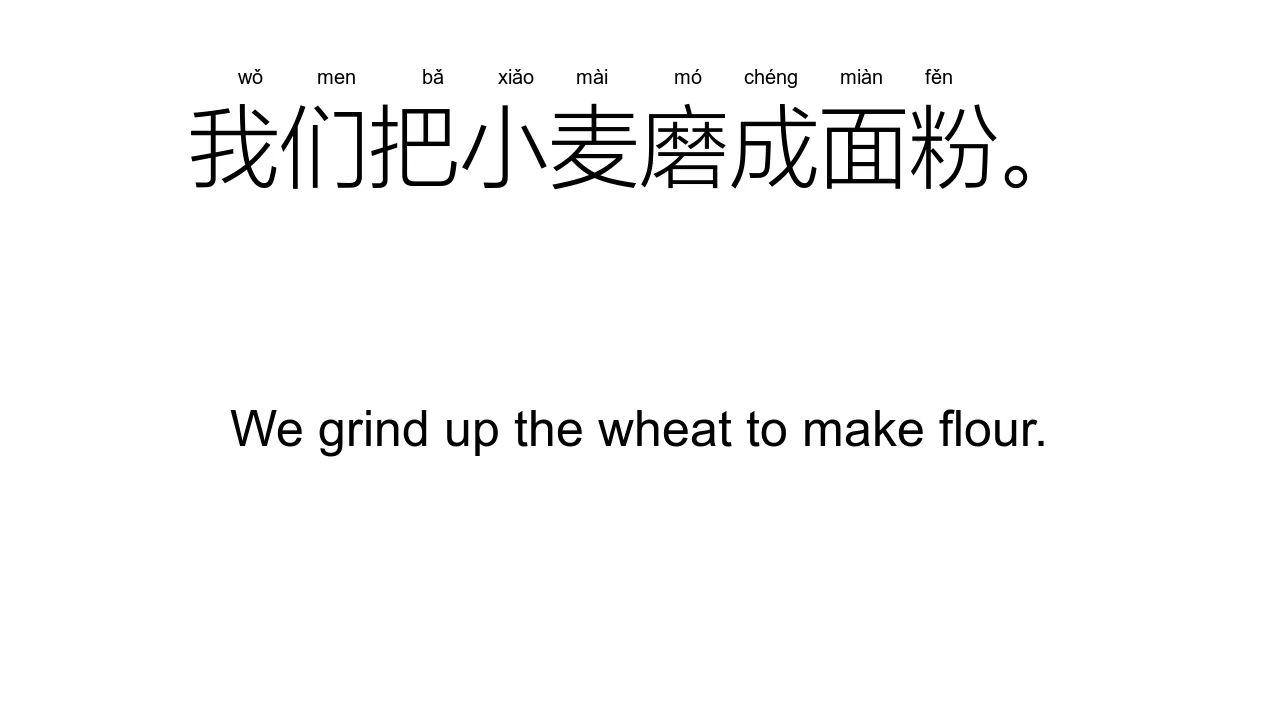 wǒ men bǎ xiǎo mài mó chéng miàn fěn
我们把小麦磨成面粉。
We grind up the wheat to make flour.